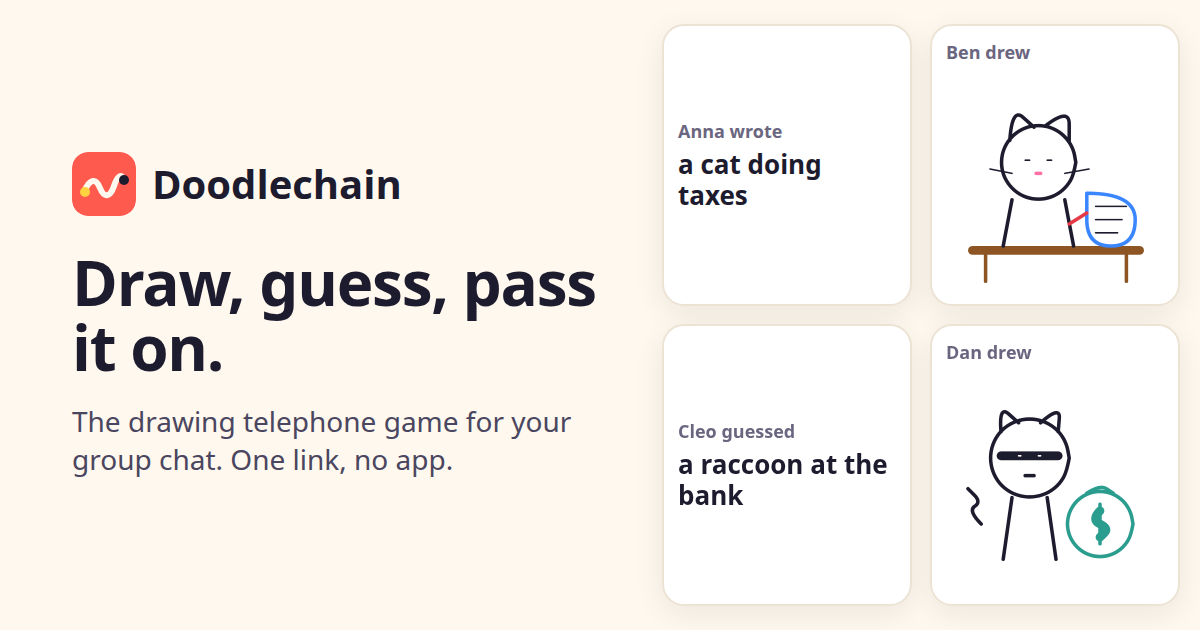 Doodlechain
Draw, guess, pass
it on.
The drawing telephone game for your
group chat. One link, no app.
Anna wrote
a cat doing
taxes
Ben drew
Cleo guessed
a raccoon at the
bank
Dan drew
$